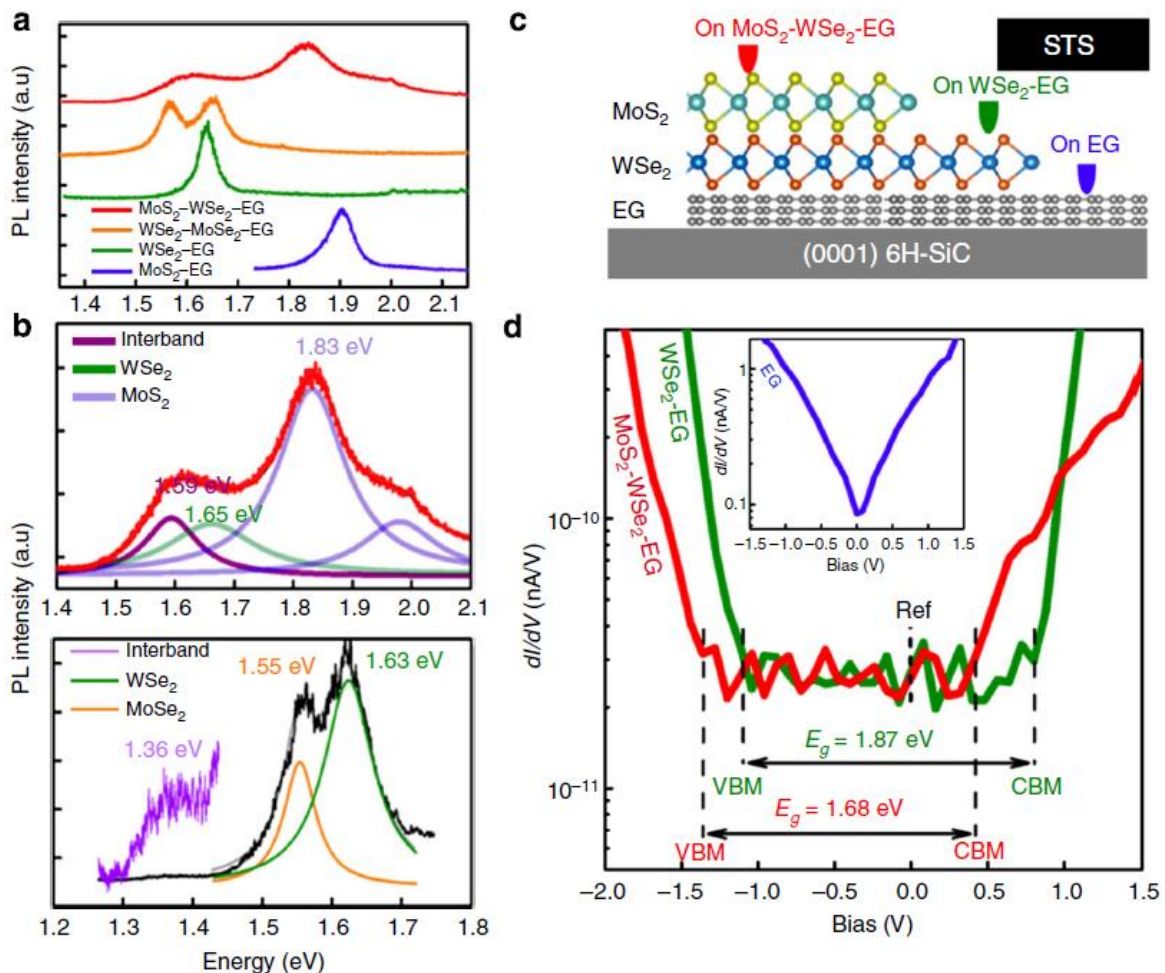 a
PL intensity (a.u)
MoS₂–WSe₂–EG
WSe₂–MoSe₂–EG
WSe₂–EG
MoS₂–EG
1.4 1.5 1.6 1.7 1.8 1.9 2.0 2.1
b
PL intensity (a.u)
Interband
WSe₂
MoS₂
1.83 eV
1.59 eV
1.65 eV
1.4 1.5 1.6 1.7 1.8 1.9 2.0 2.1
Interband
WSe₂
MoSe₂
1.55 eV
1.63 eV
1.36 eV
1.2 1.3 1.4 1.5 1.6 1.7 1.8
Energy (eV)
c
On MoS₂-WSe₂-EG
STS
On WSe₂-EG
On EG
MoS₂
WSe₂
EG
(0001) 6H-SiC
d
dI/dV (nA/V)
10⁻¹⁰
10⁻¹¹
MoS₂-WSe₂-EG
WSe₂-EG
EG
dI/dV (nA/V)
1
0.1
−1.5 −1.0 −0.5 0.0 0.5 1.0 1.5
Bias (V)
Ref
E_g = 1.87 eV
VBM CBM
E_g = 1.68 eV
VBM CBM
−2.0 −1.5 −1.0 −0.5 0.0 0.5 1.0 1.5
Bias (V)